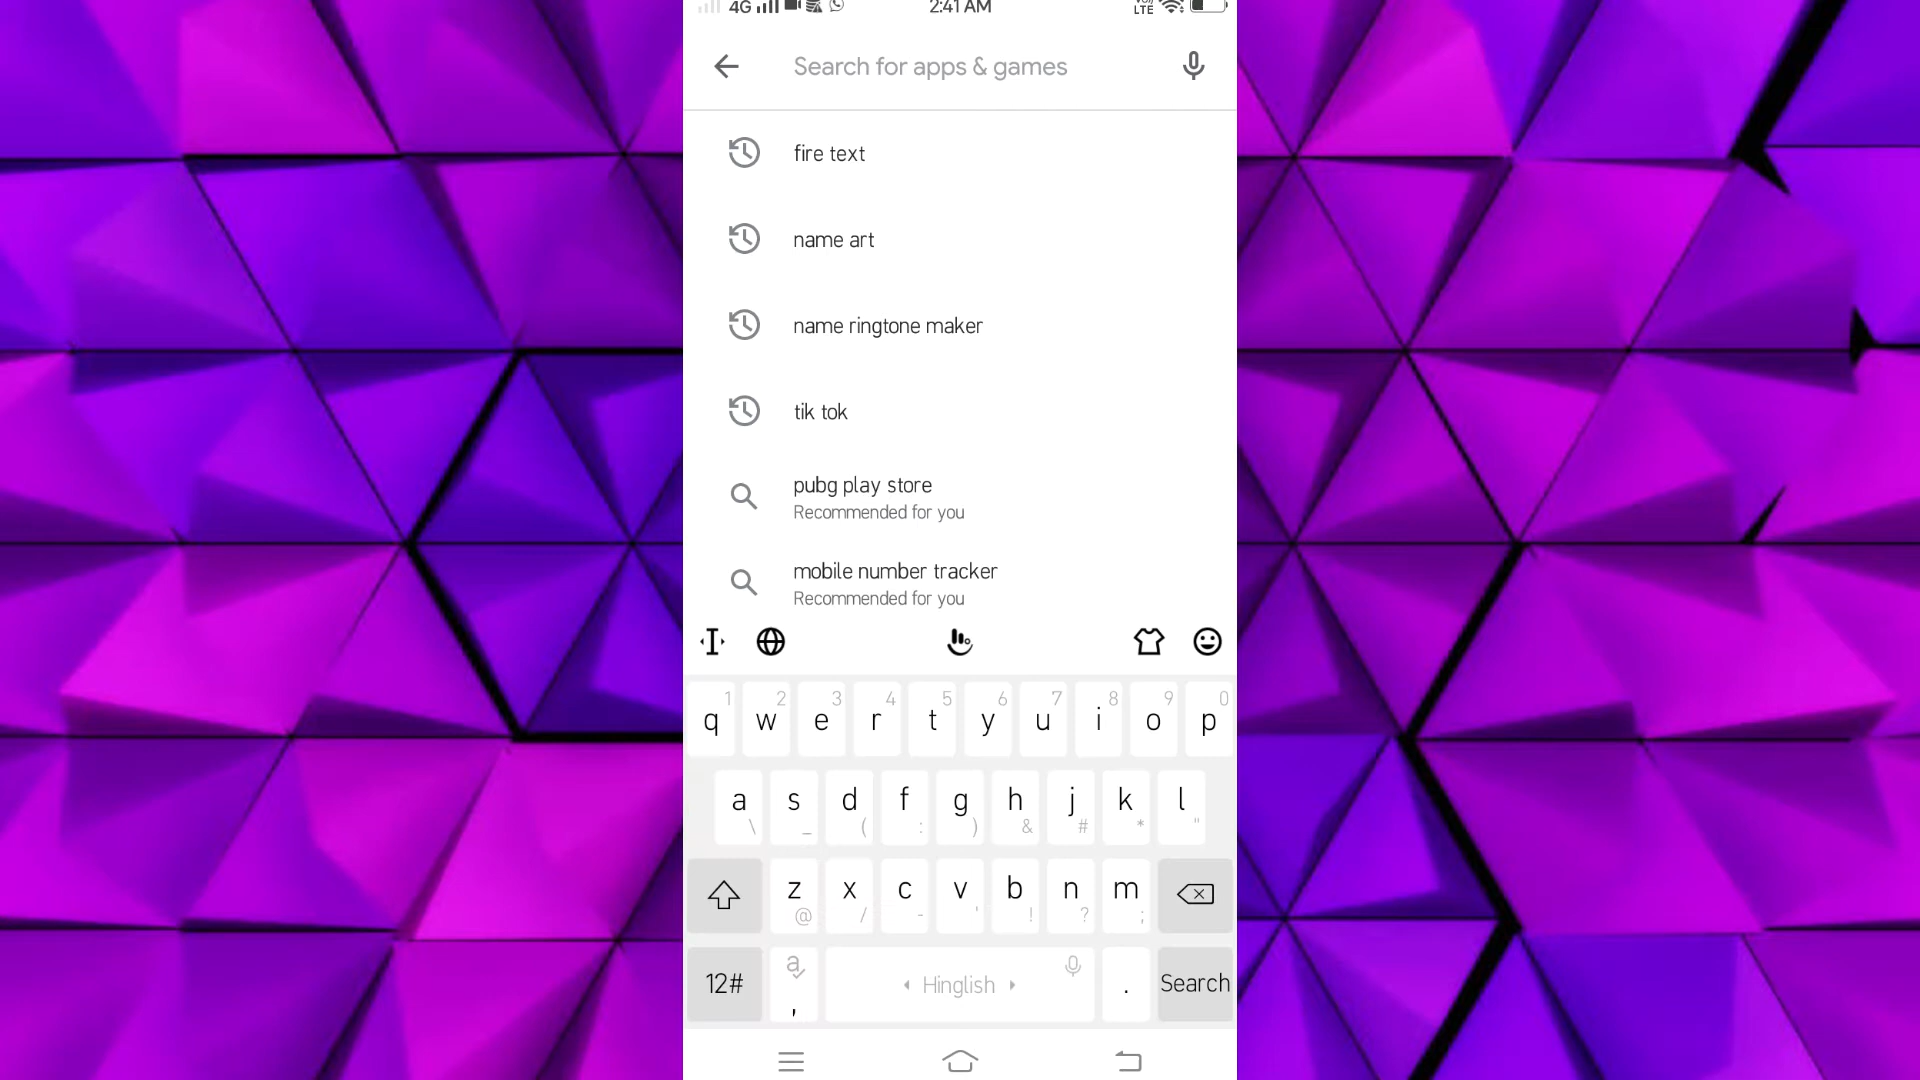 4G 2:41 AM LTE
Search for apps & games
fire text
name art
name ringtone maker
tik tok
pubg play store
Recommended for you
mobile number tracker
Recommended for you
1 2 3 4 5 6 7 8 9 0
q w e r t y u i o p
a s d f g h j k l
\ _ ( : ) & # * "
z x c v b n m
@ / - ' ! ? ;
12# a , Hinglish . Search